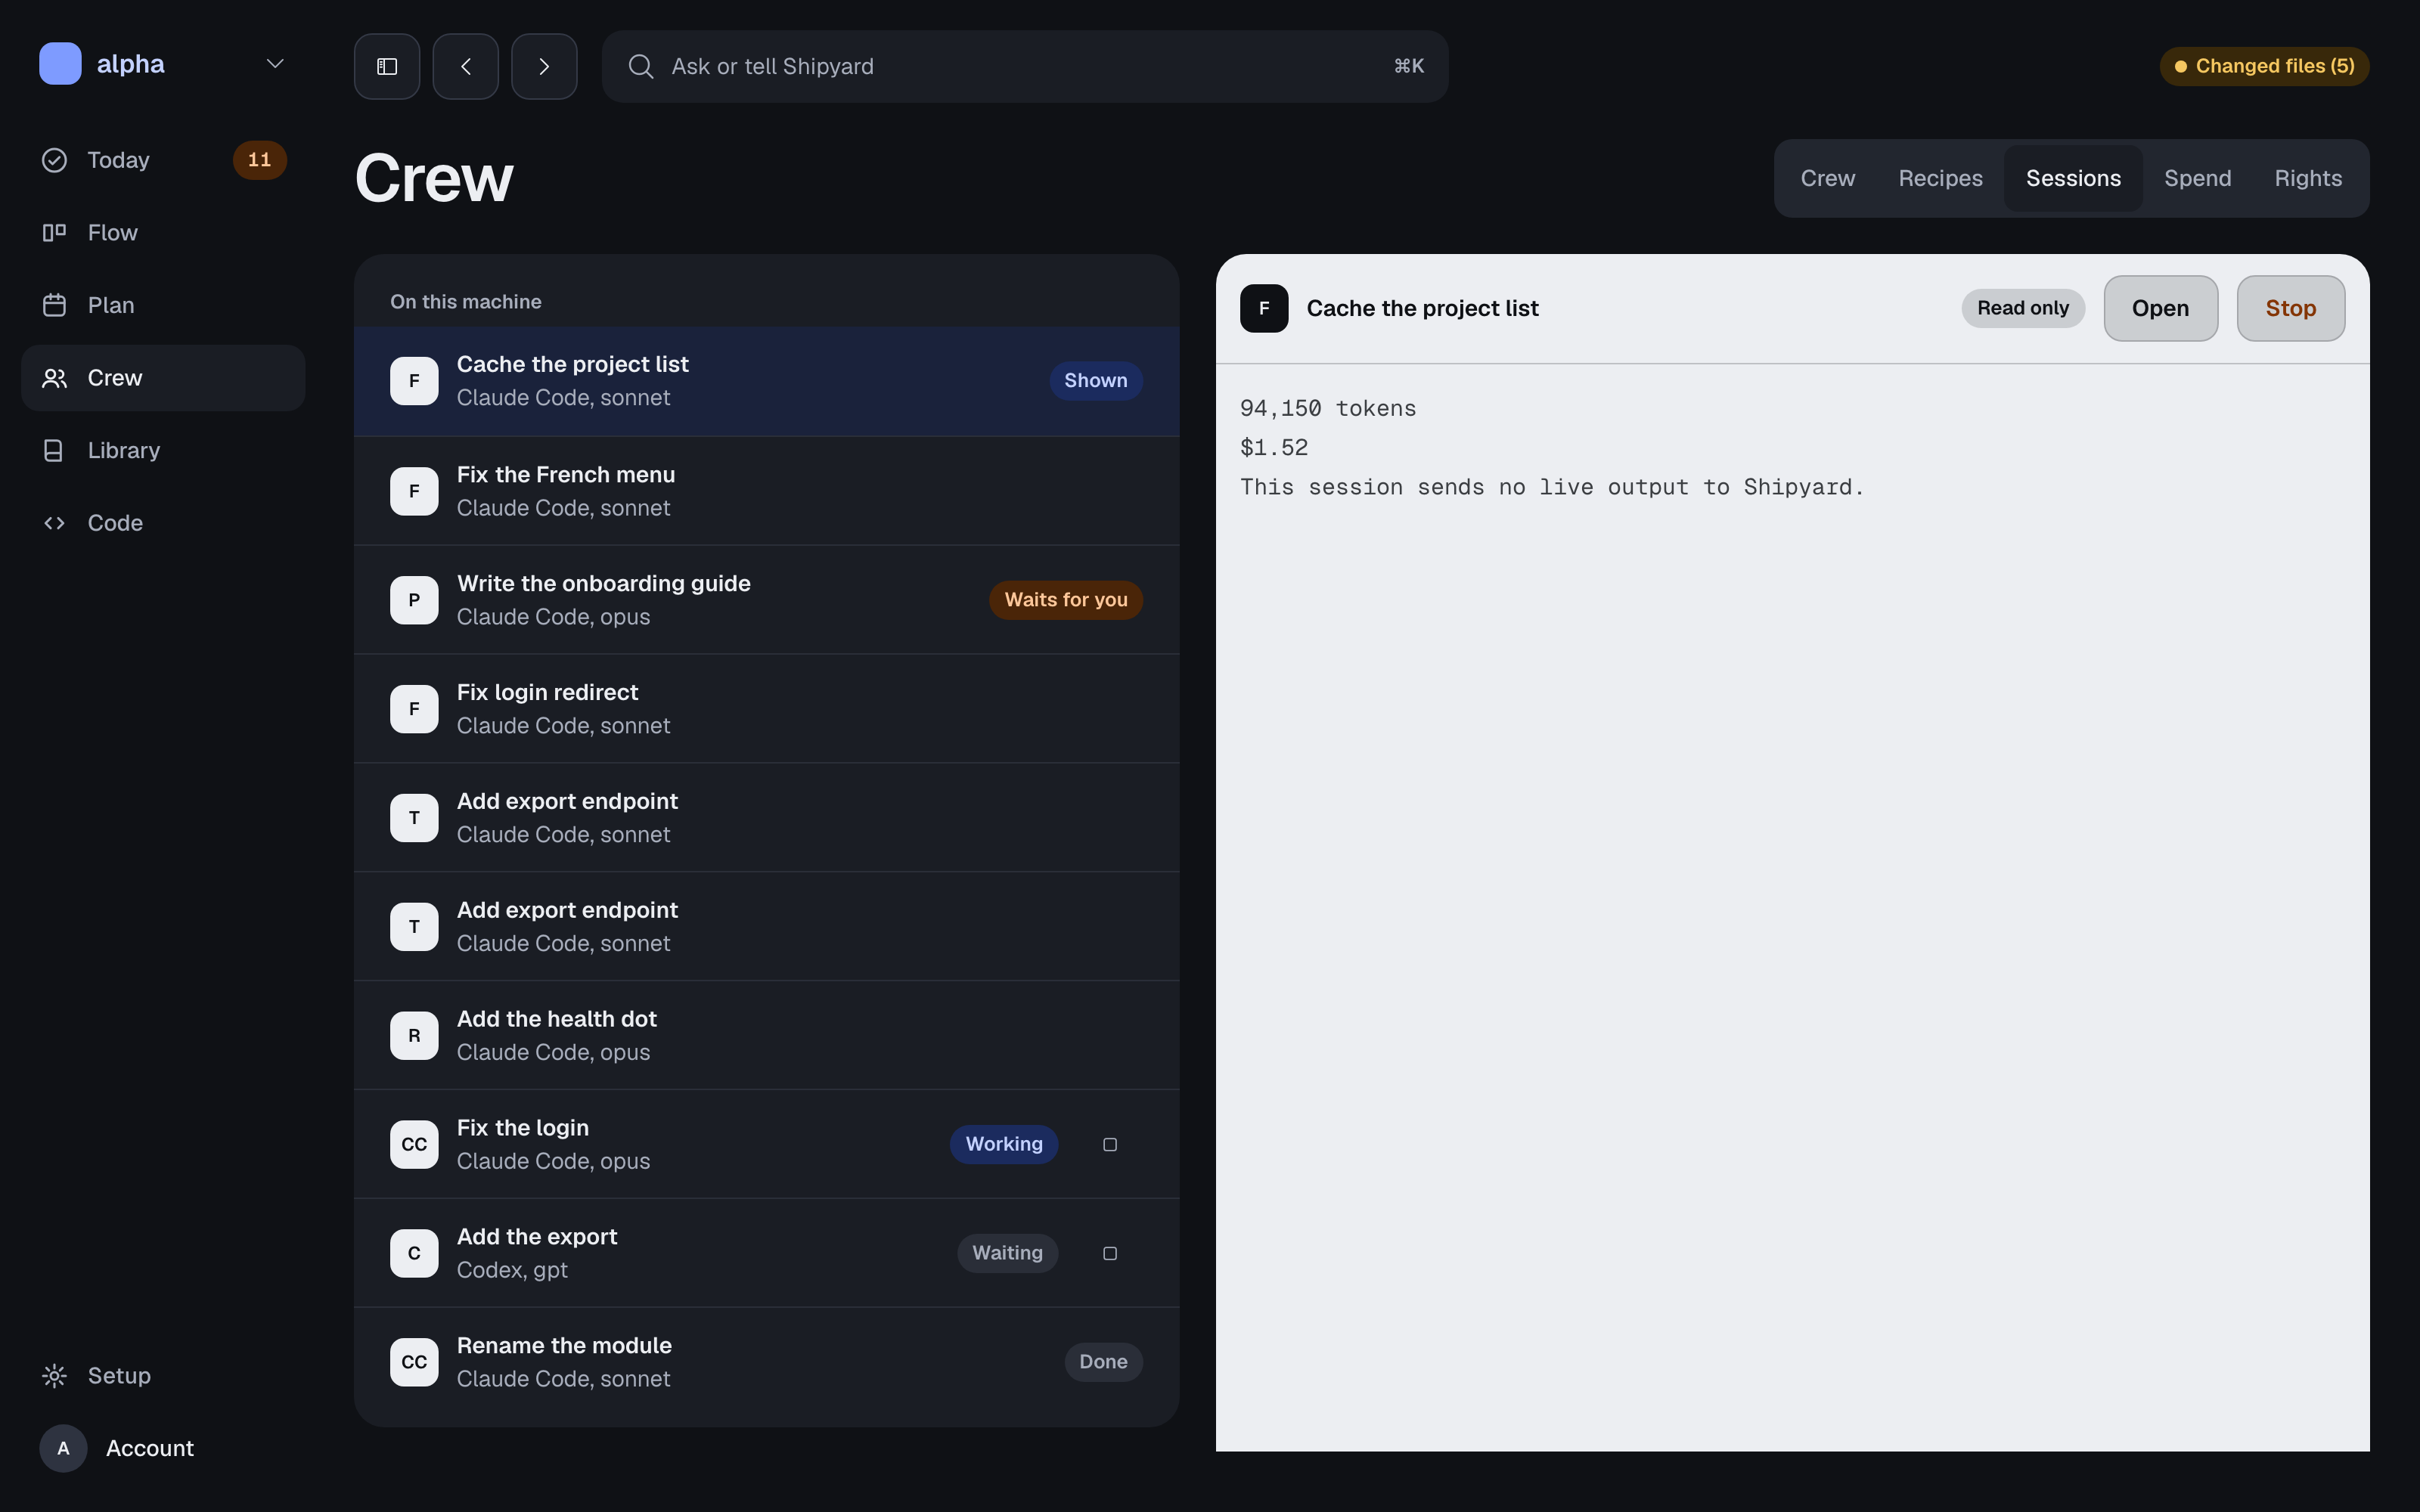 alpha
Ask or tell Shipyard
⌘K
Changed files (5)
Today
11
Flow
Plan
Crew
Library
Code
Setup
A
Account
Crew
Crew
Recipes
Sessions
Spend
Rights
On this machine
F
Cache the project list
Claude Code, sonnet
Shown
F
Fix the French menu
Claude Code, sonnet
P
Write the onboarding guide
Claude Code, opus
Waits for you
F
Fix login redirect
Claude Code, sonnet
T
Add export endpoint
Claude Code, sonnet
T
Add export endpoint
Claude Code, sonnet
R
Add the health dot
Claude Code, opus
CC
Fix the login
Claude Code, opus
Working
C
Add the export
Codex, gpt
Waiting
CC
Rename the module
Claude Code, sonnet
Done
F
Cache the project list
Read only
Open
Stop
94,150 tokens
$1.52
This session sends no live output to Shipyard.